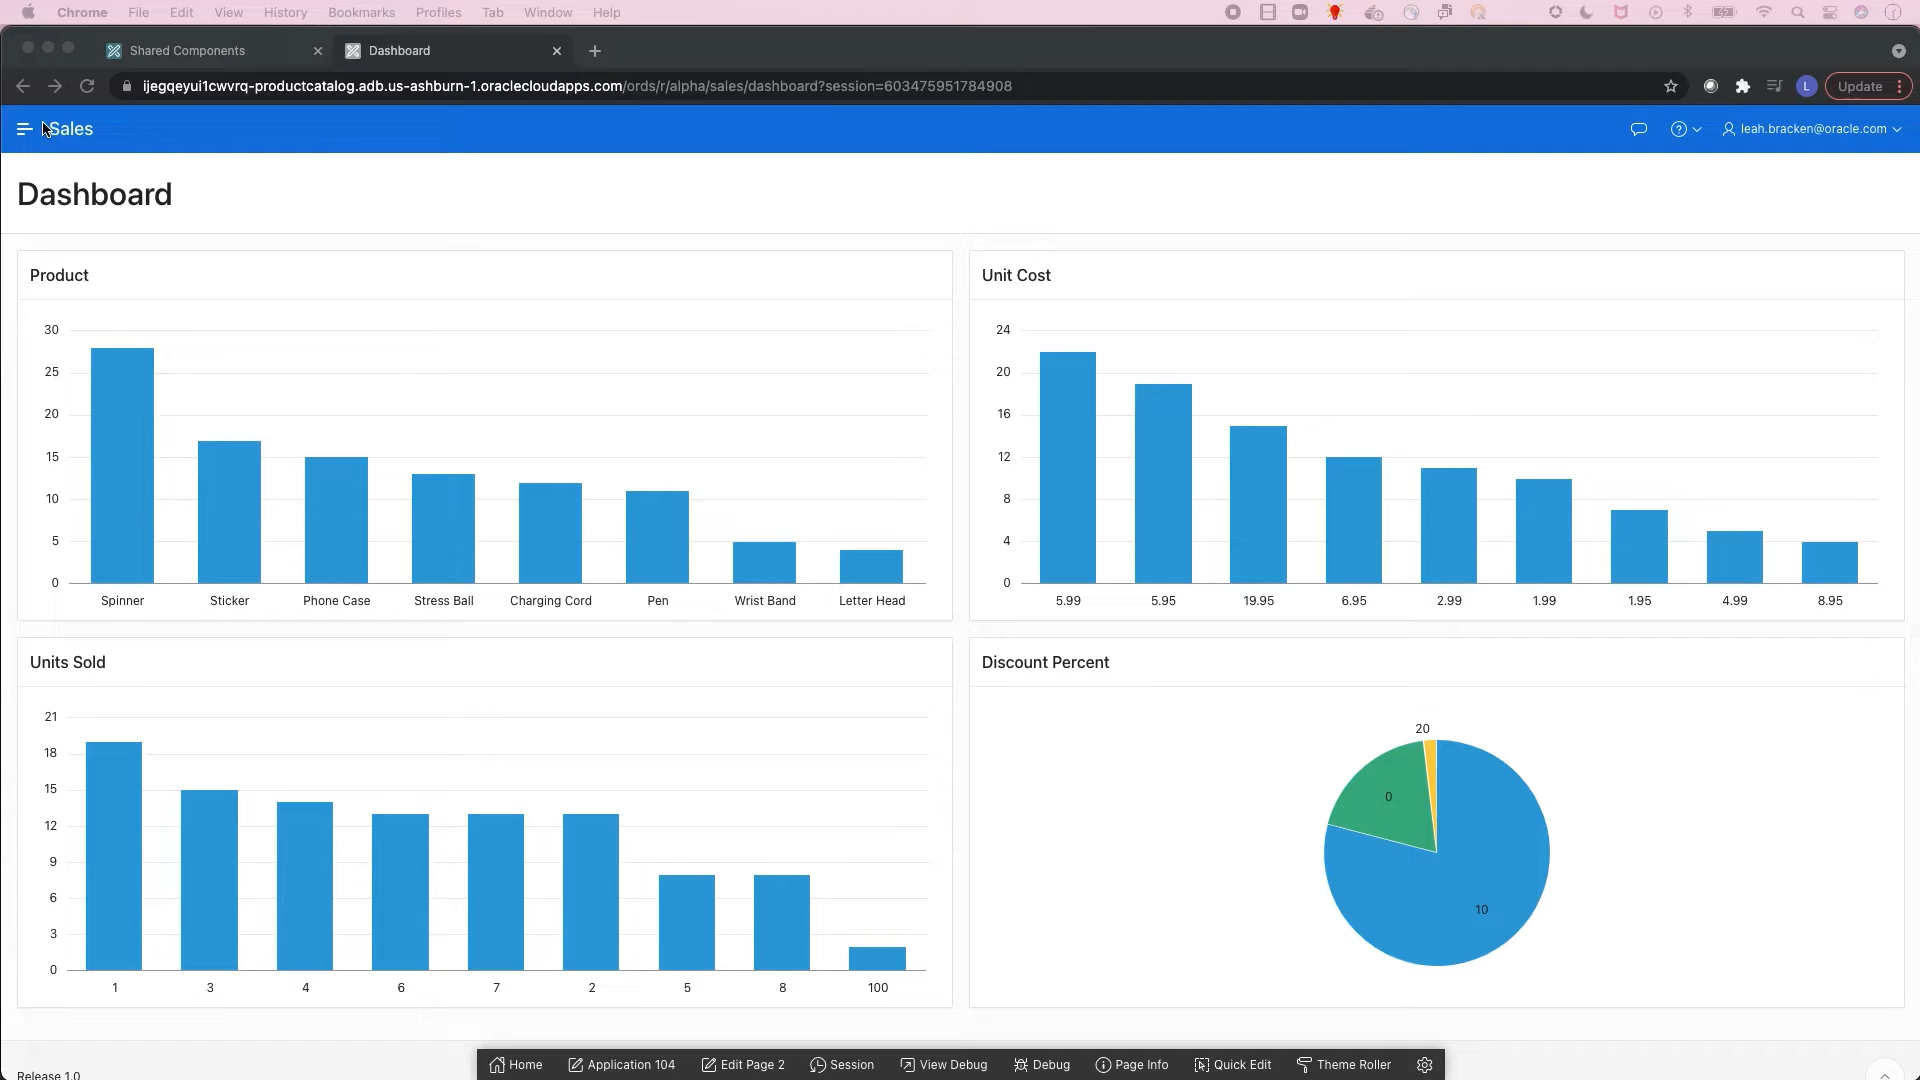 Chrome File Edit View History Bookmarks Profiles Tab Window Help
Shared Components Dashboard
ijegqeyui1cwvrq-productcatalog.adb.us-ashburn-1.oraclecloudapps.com/ords/r/alpha/sales/dashboard?session=603475951784908 L Update
Sales leah.bracken@oracle.com
Dashboard
Product
30
25
20
15
10
5
0
Spinner Sticker Phone Case Stress Ball Charging Cord Pen Wrist Band Letter Head
Unit Cost
24
20
16
12
8
4
0
5.99 5.95 19.95 6.95 2.99 1.99 1.95 4.99 8.95
Units Sold
21
18
15
12
9
6
3
0
1 3 4 6 7 2 5 8 100
Discount Percent
20
0
10
Release 1.0
Home Application 104 Edit Page 2 Session View Debug Debug Page Info Quick Edit Theme Roller